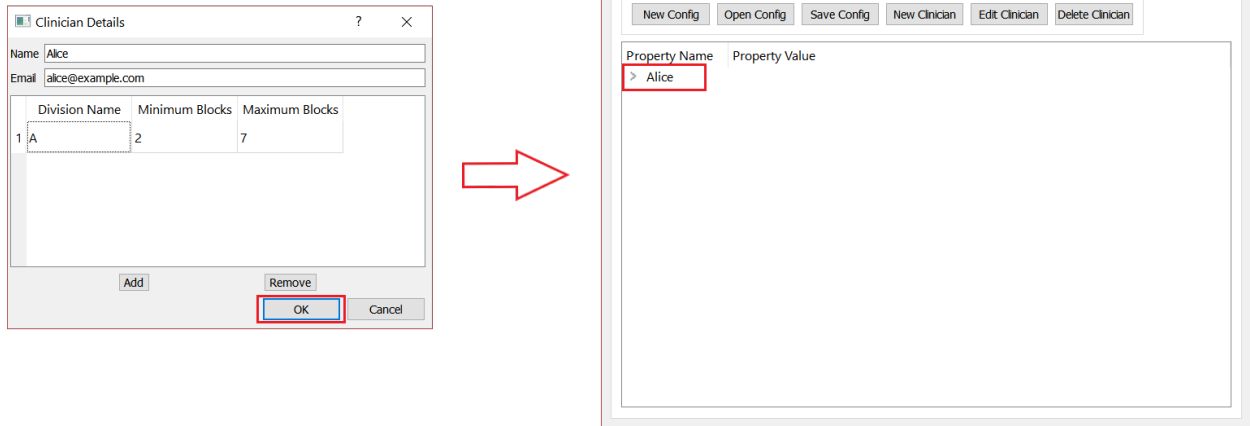 Clinician Details ?
Name Alice
Email alice@example.com
Division Name Minimum Blocks Maximum Blocks
1 A 2 7
Add Remove
OK Cancel
New Config Open Config Save Config New Clinician Edit Clinician Delete Clinician
Property Name Property Value
> Alice